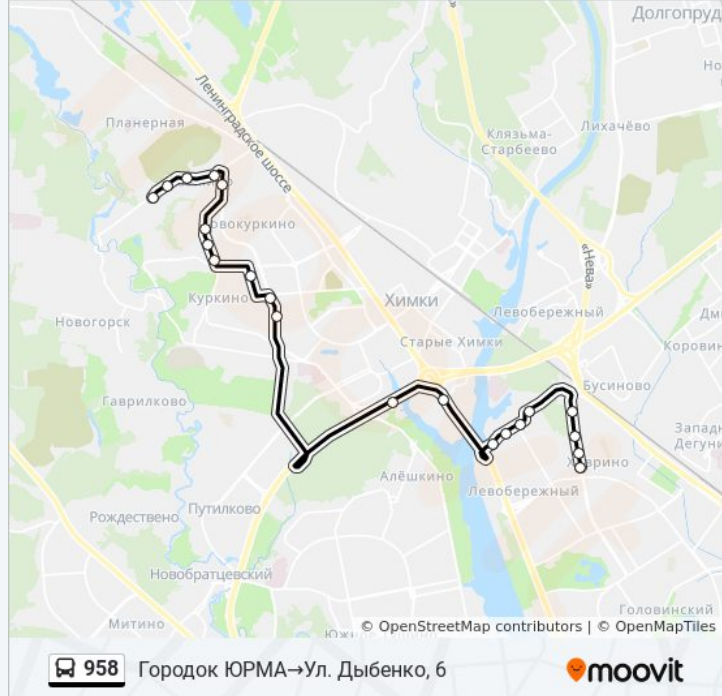 Долгопруд
Планерная
Ленинградское шоссе
Лихачёво
Клязьма-
Старбеево
Новокуркино
«Нева»
Куркино
Химки
Левобережный
Новогорск
Старые Химки
Коровин
Бусиново
Гаврилково
Запад
Дегуни
Ховрино
Алёшкино
Левобережный
Путилково
Рождествено
Новобратцевский
Головинский
Митино
© OpenStreetMap contributors | © OpenMapTiles
958 Городок ЮРМА→Ул. Дыбенко, 6
moovit